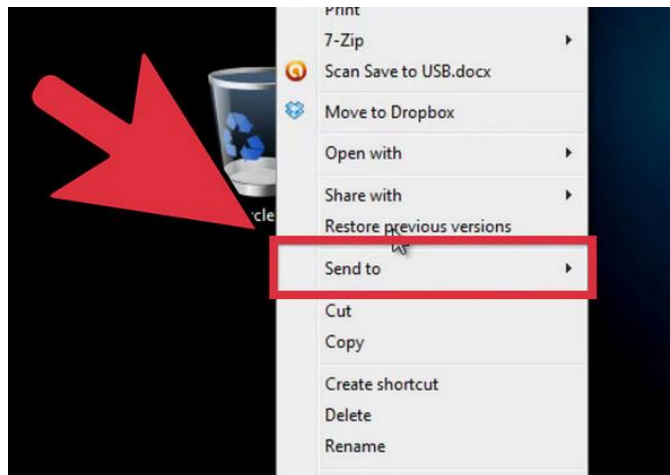 Print
7-Zip
Scan Save to USB.docx
Move to Dropbox
Open with
Share with
Restore previous versions
Send to
Cut
Copy
Create shortcut
Delete
Rename